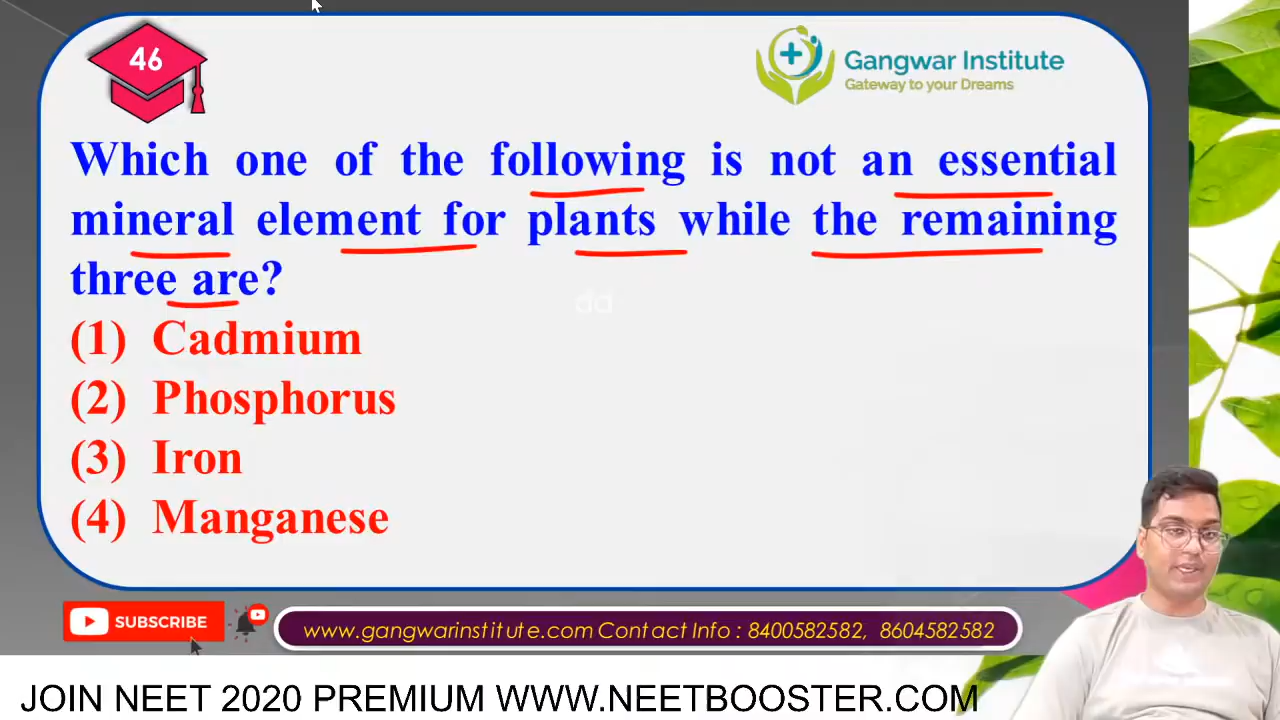 46
Gangwar Institute
Gateway to your Dreams
Which one of the following is not an essential
mineral element for plants while the remaining
three are?
dd
(1) Cadmium
(2) Phosphorus
(3) Iron
(4) Manganese
SUBSCRIBE
www.gangwarinstitute.com Contact Info : 8400582582, 8604582582
JOIN NEET 2020 PREMIUM WWW.NEETBOOSTER.COM